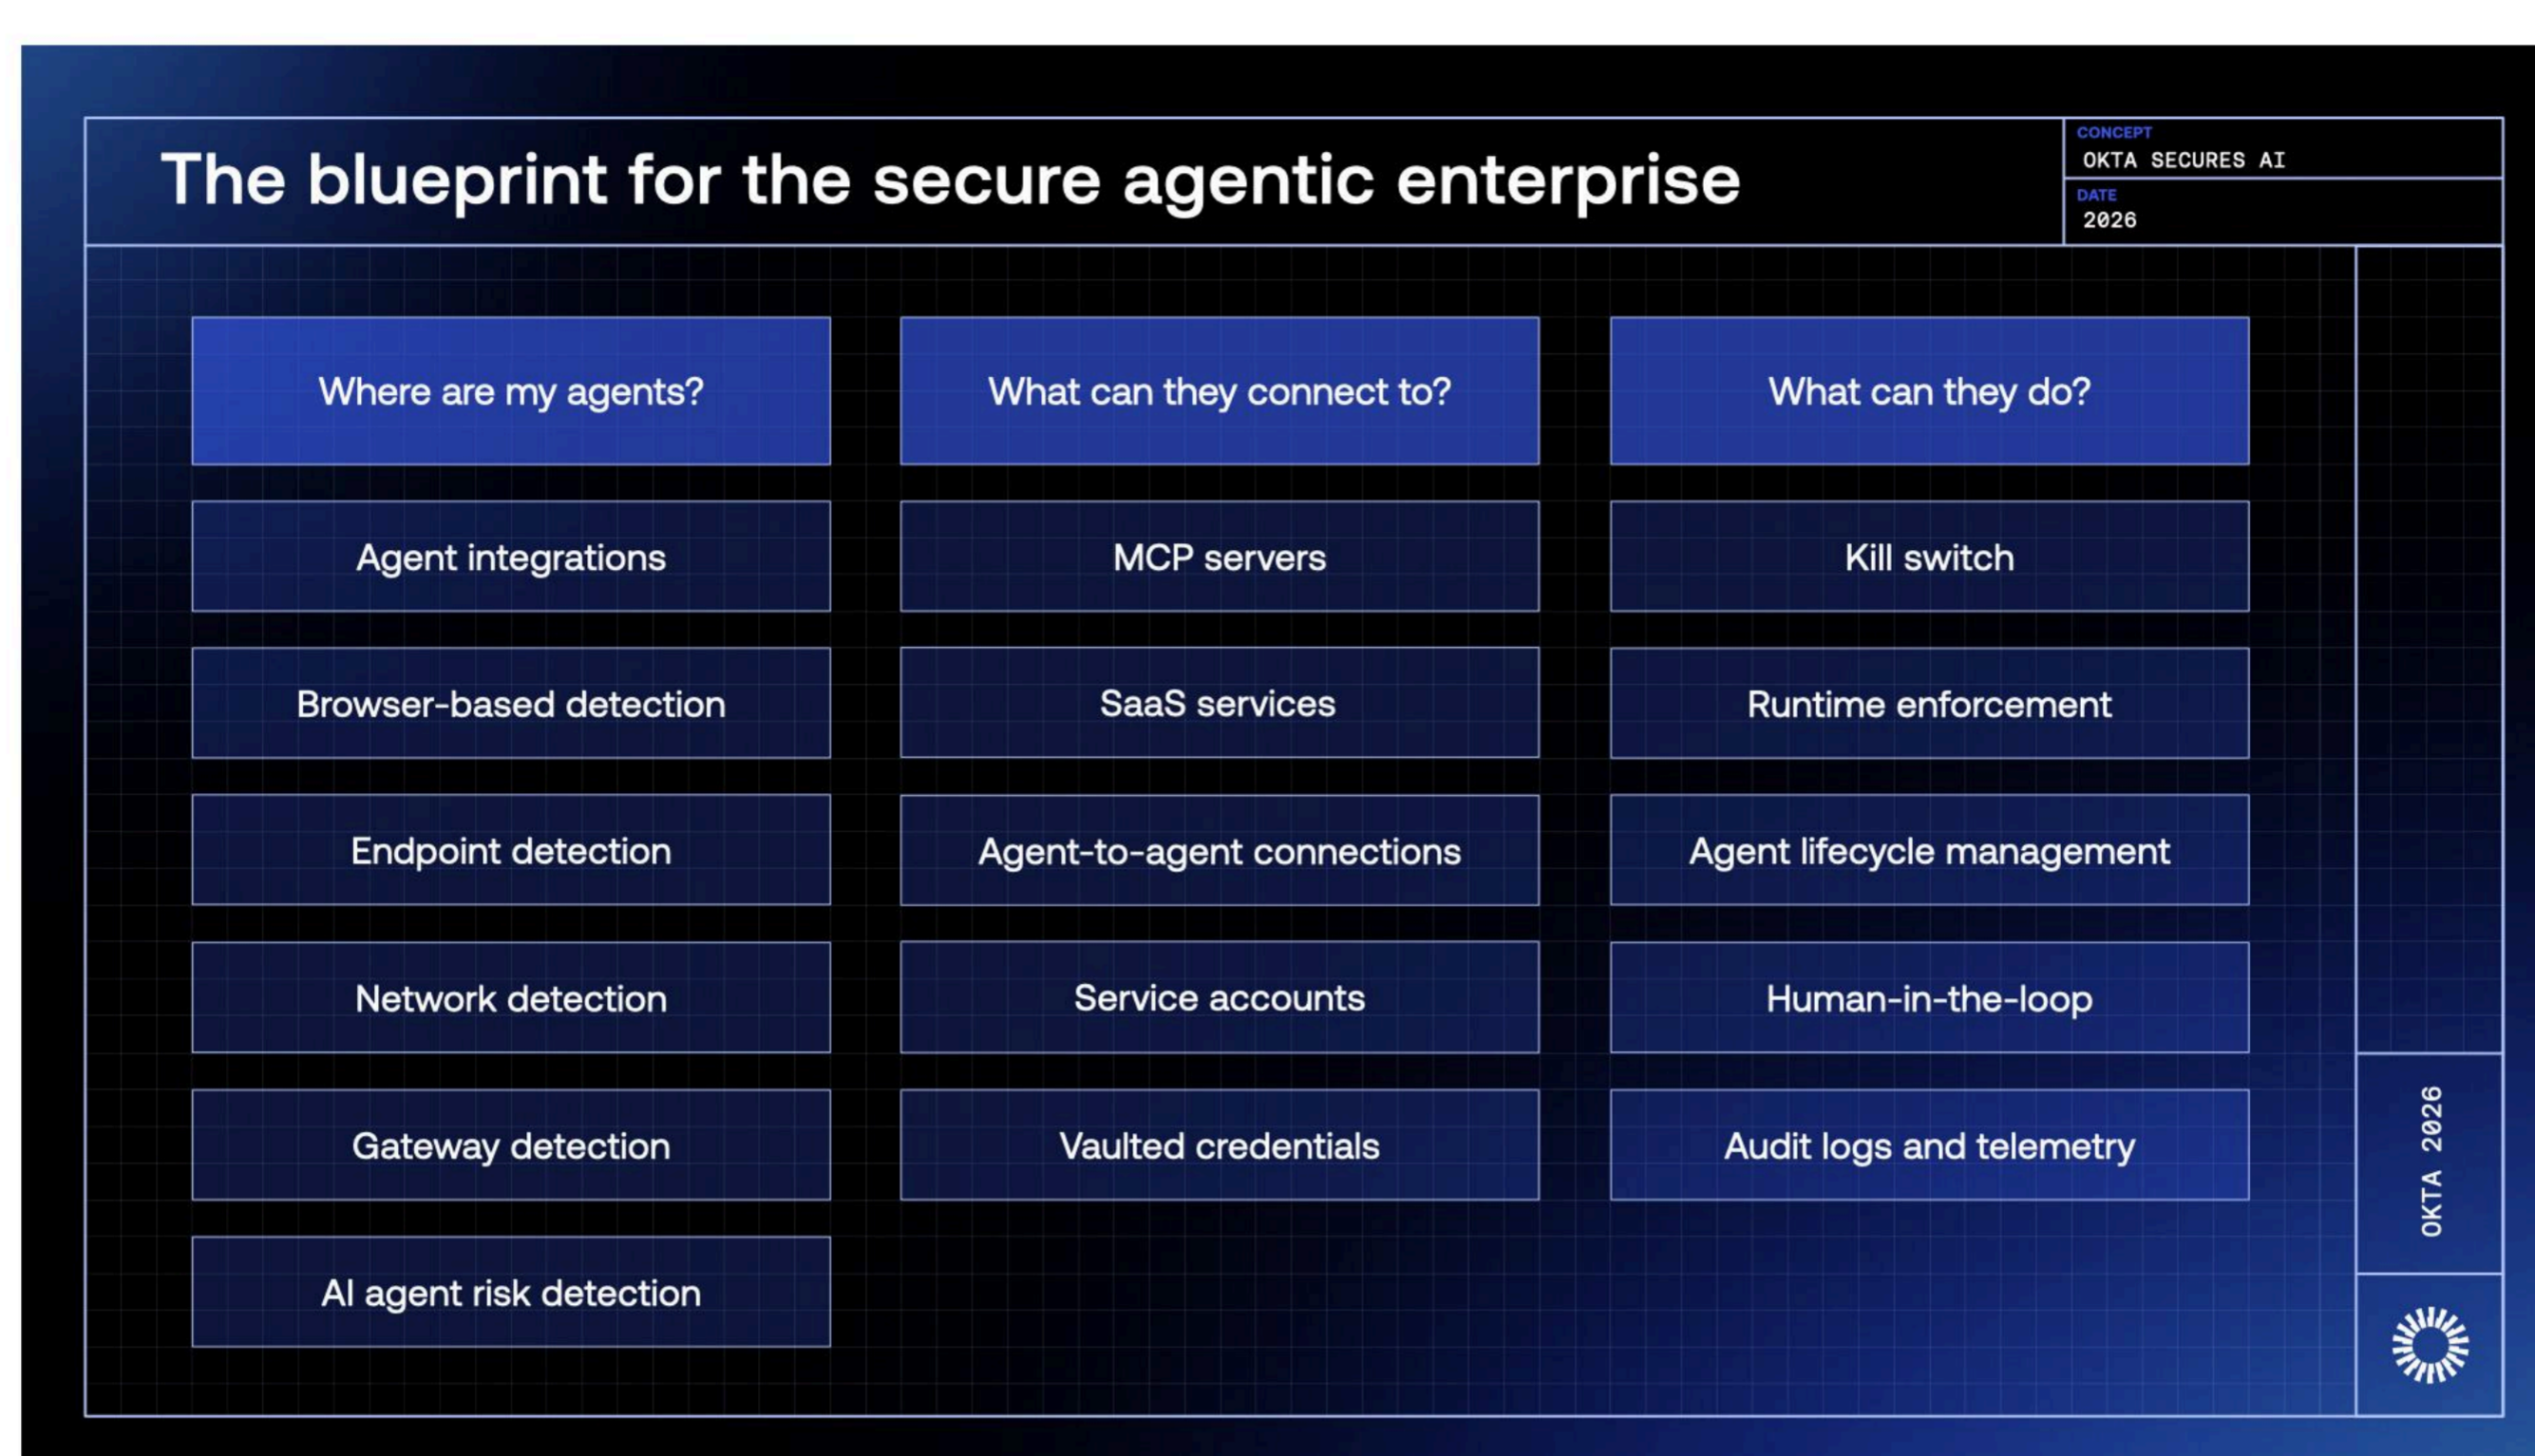 The blueprint for the secure agentic enterprise
CONCEPT
OKTA SECURES AI
DATE
2026
Where are my agents?
Agent integrations
Browser-based detection
Endpoint detection
Network detection
Gateway detection
AI agent risk detection
What can they connect to?
MCP servers
SaaS services
Agent-to-agent connections
Service accounts
Vaulted credentials
What can they do?
Kill switch
Runtime enforcement
Agent lifecycle management
Human-in-the-loop
Audit logs and telemetry
OKTA 2026